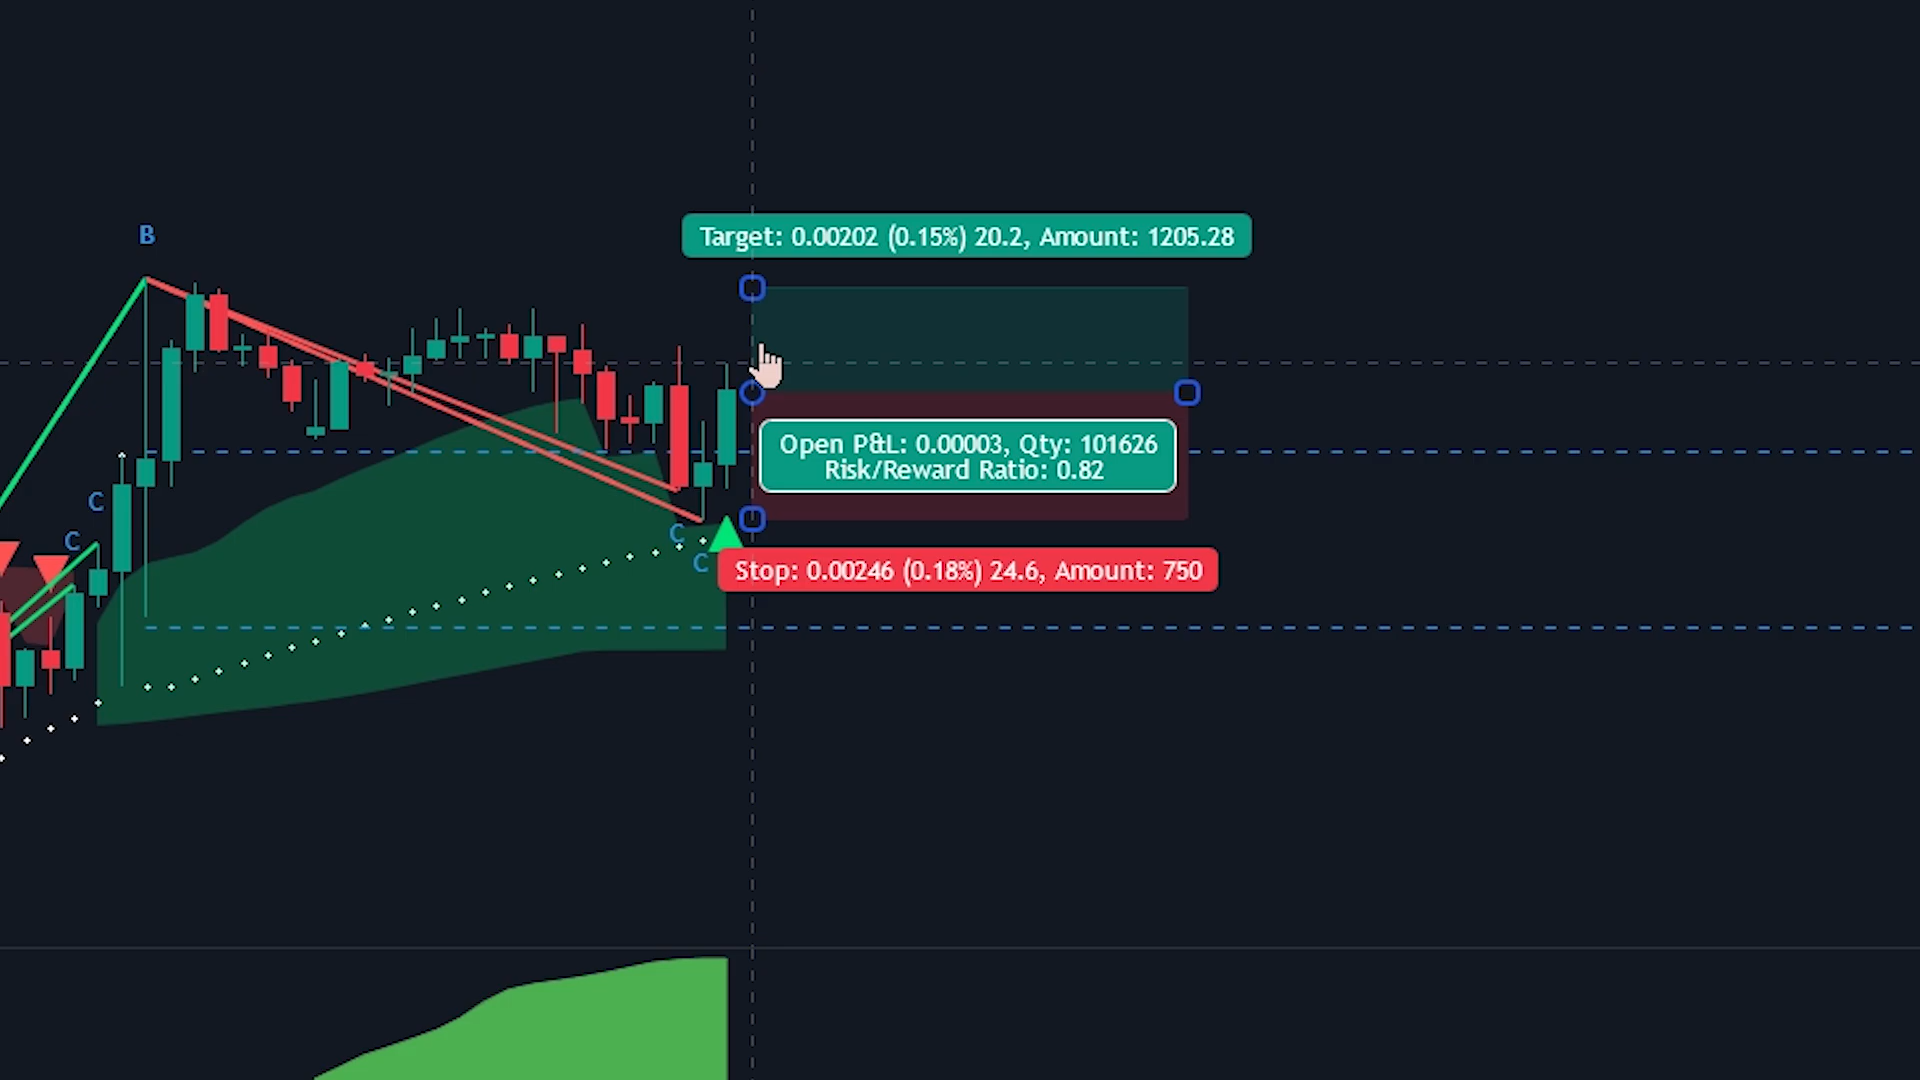 B
Target: 0.00202 (0.15%) 20.2, Amount: 1205.28
Open P&L: 0.00003, Qty: 101626
Risk/Reward Ratio: 0.82
C
C
C
C
Stop: 0.00246 (0.18%) 24.6, Amount: 750